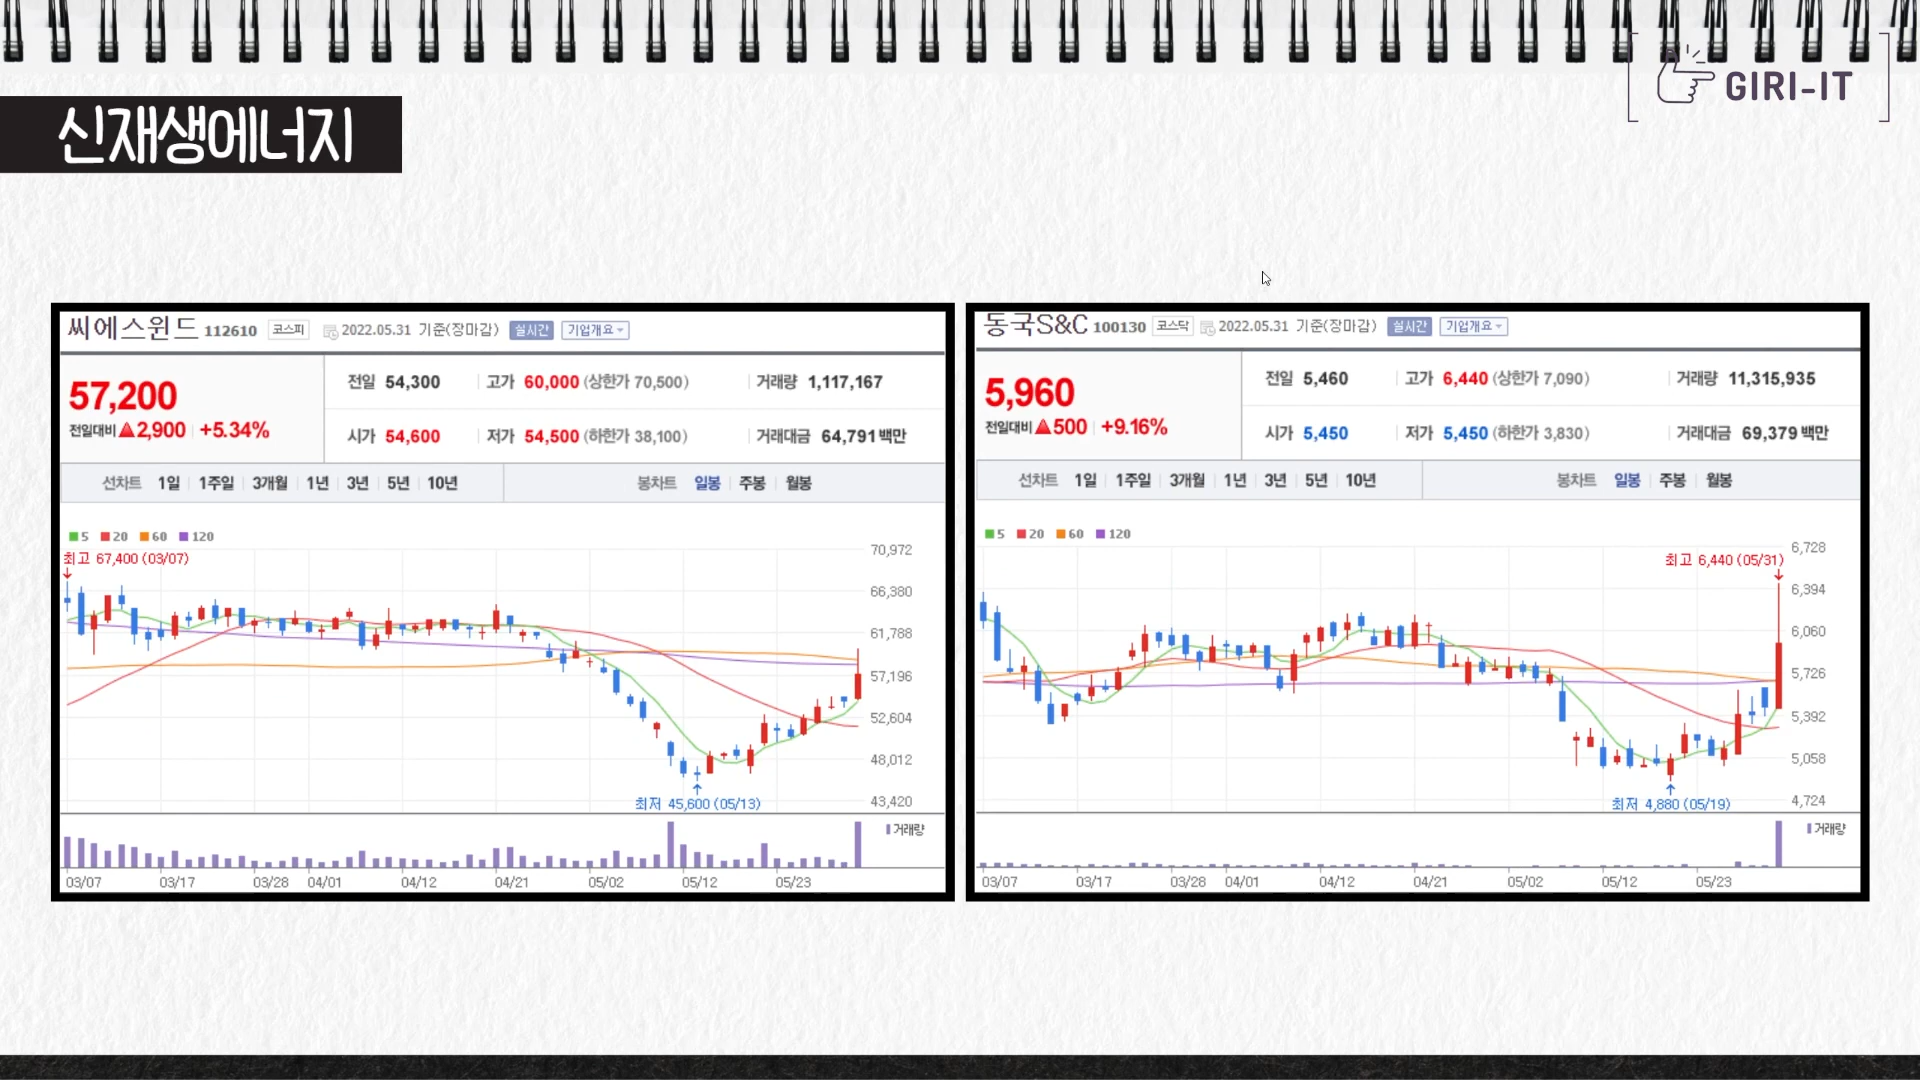 GIRI-IT
신재생에너지
씨에스윈드 112610 코스피 2022.05.31 기준(장마감) 실시간 기업개요
57,200
전일대비 ▲2,900 +5.34%
전일 54,300 고가 60,000 (상한가 70,500) 거래량 1,117,167
시가 54,600 저가 54,500 (하한가 38,100) 거래대금 64,791 백만
선차트 1일 1주일 3개월 1년 3년 5년 10년 봉차트 일봉 주봉 월봉
5 20 60 120
최고 67,400 (03/07)
70,972
66,380
61,788
57,196
52,604
48,012
43,420
최저 45,600 (05/13)
거래량
03/07 03/17 03/28 04/01 04/12 04/21 05/02 05/12 05/23
동국S&C 100130 코스닥 2022.05.31 기준(장마감) 실시간 기업개요
5,960
전일대비 ▲500 +9.16%
전일 5,460 고가 6,440 (상한가 7,090) 거래량 11,315,935
시가 5,450 저가 5,450 (하한가 3,830) 거래대금 69,379 백만
선차트 1일 1주일 3개월 1년 3년 5년 10년 봉차트 일봉 주봉 월봉
5 20 60 120
최고 6,440 (05/31)
6,728
6,394
6,060
5,726
5,392
5,058
4,724
최저 4,880 (05/19)
거래량
03/07 03/17 03/28 04/01 04/12 04/21 05/02 05/12 05/23